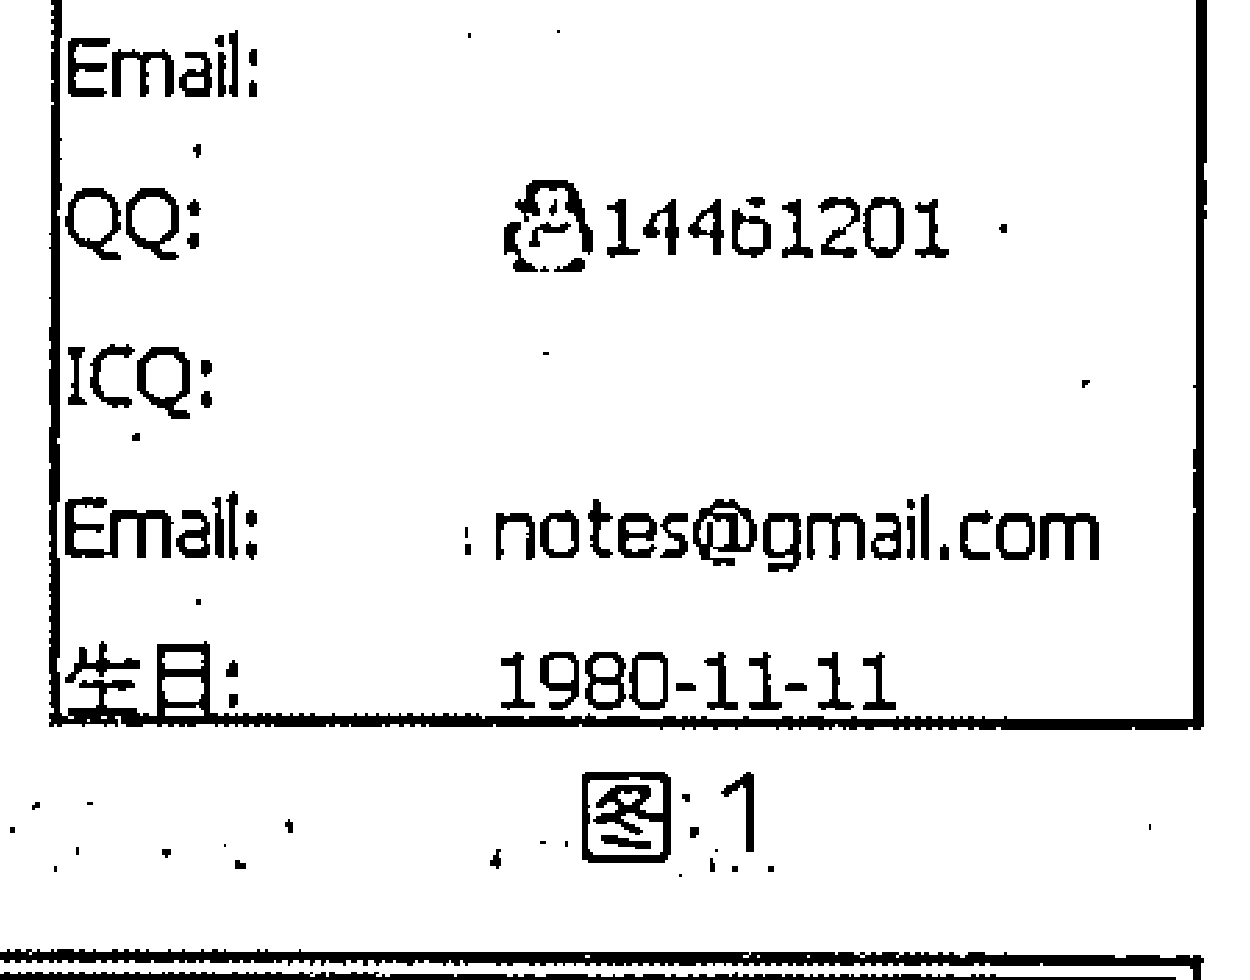 Email:
QQ: 14461201
ICQ:
Email: notes@gmail.com
生日: 1980-11-11
图:1